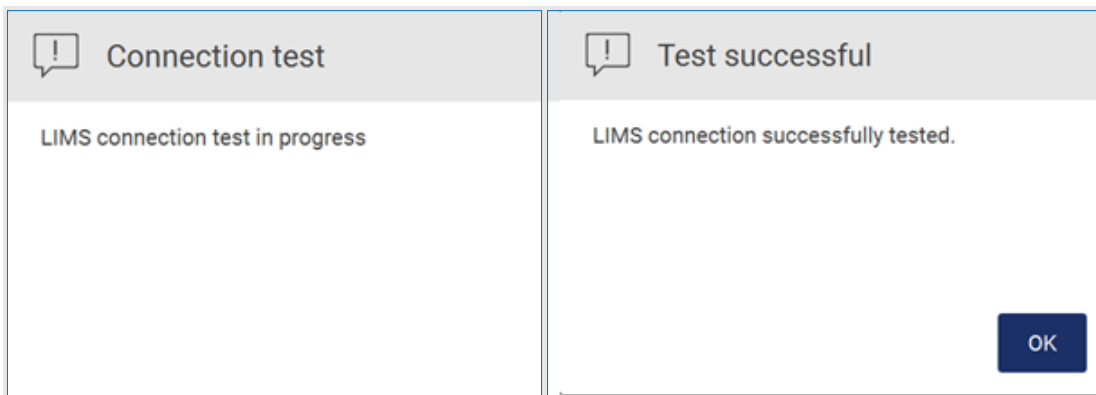 Connection test
LIMS connection test in progress
Test successful
LIMS connection successfully tested.
OK